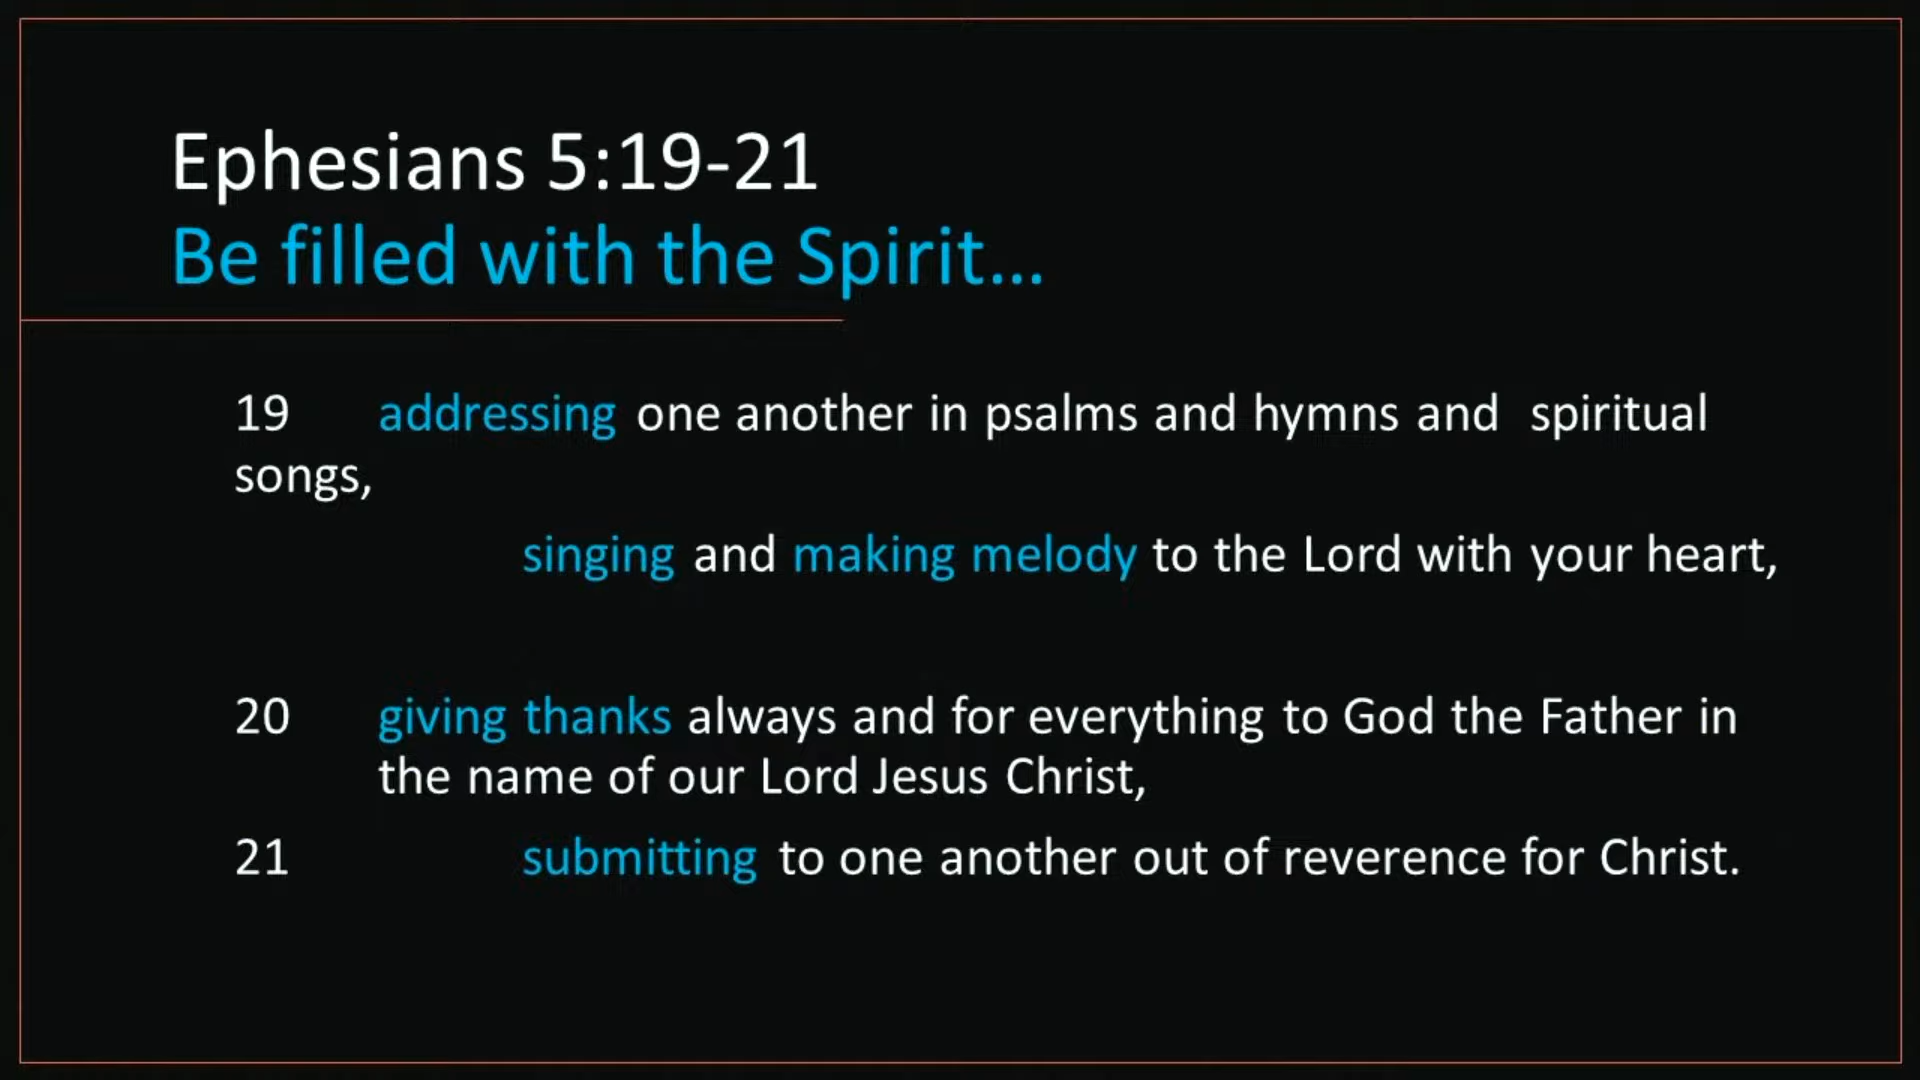 Ephesians 5:19-21
Be filled with the Spirit...
19 addressing one another in psalms and hymns and spiritual
songs,
singing and making melody to the Lord with your heart,
20 giving thanks always and for everything to God the Father in
the name of our Lord Jesus Christ,
21 submitting to one another out of reverence for Christ.